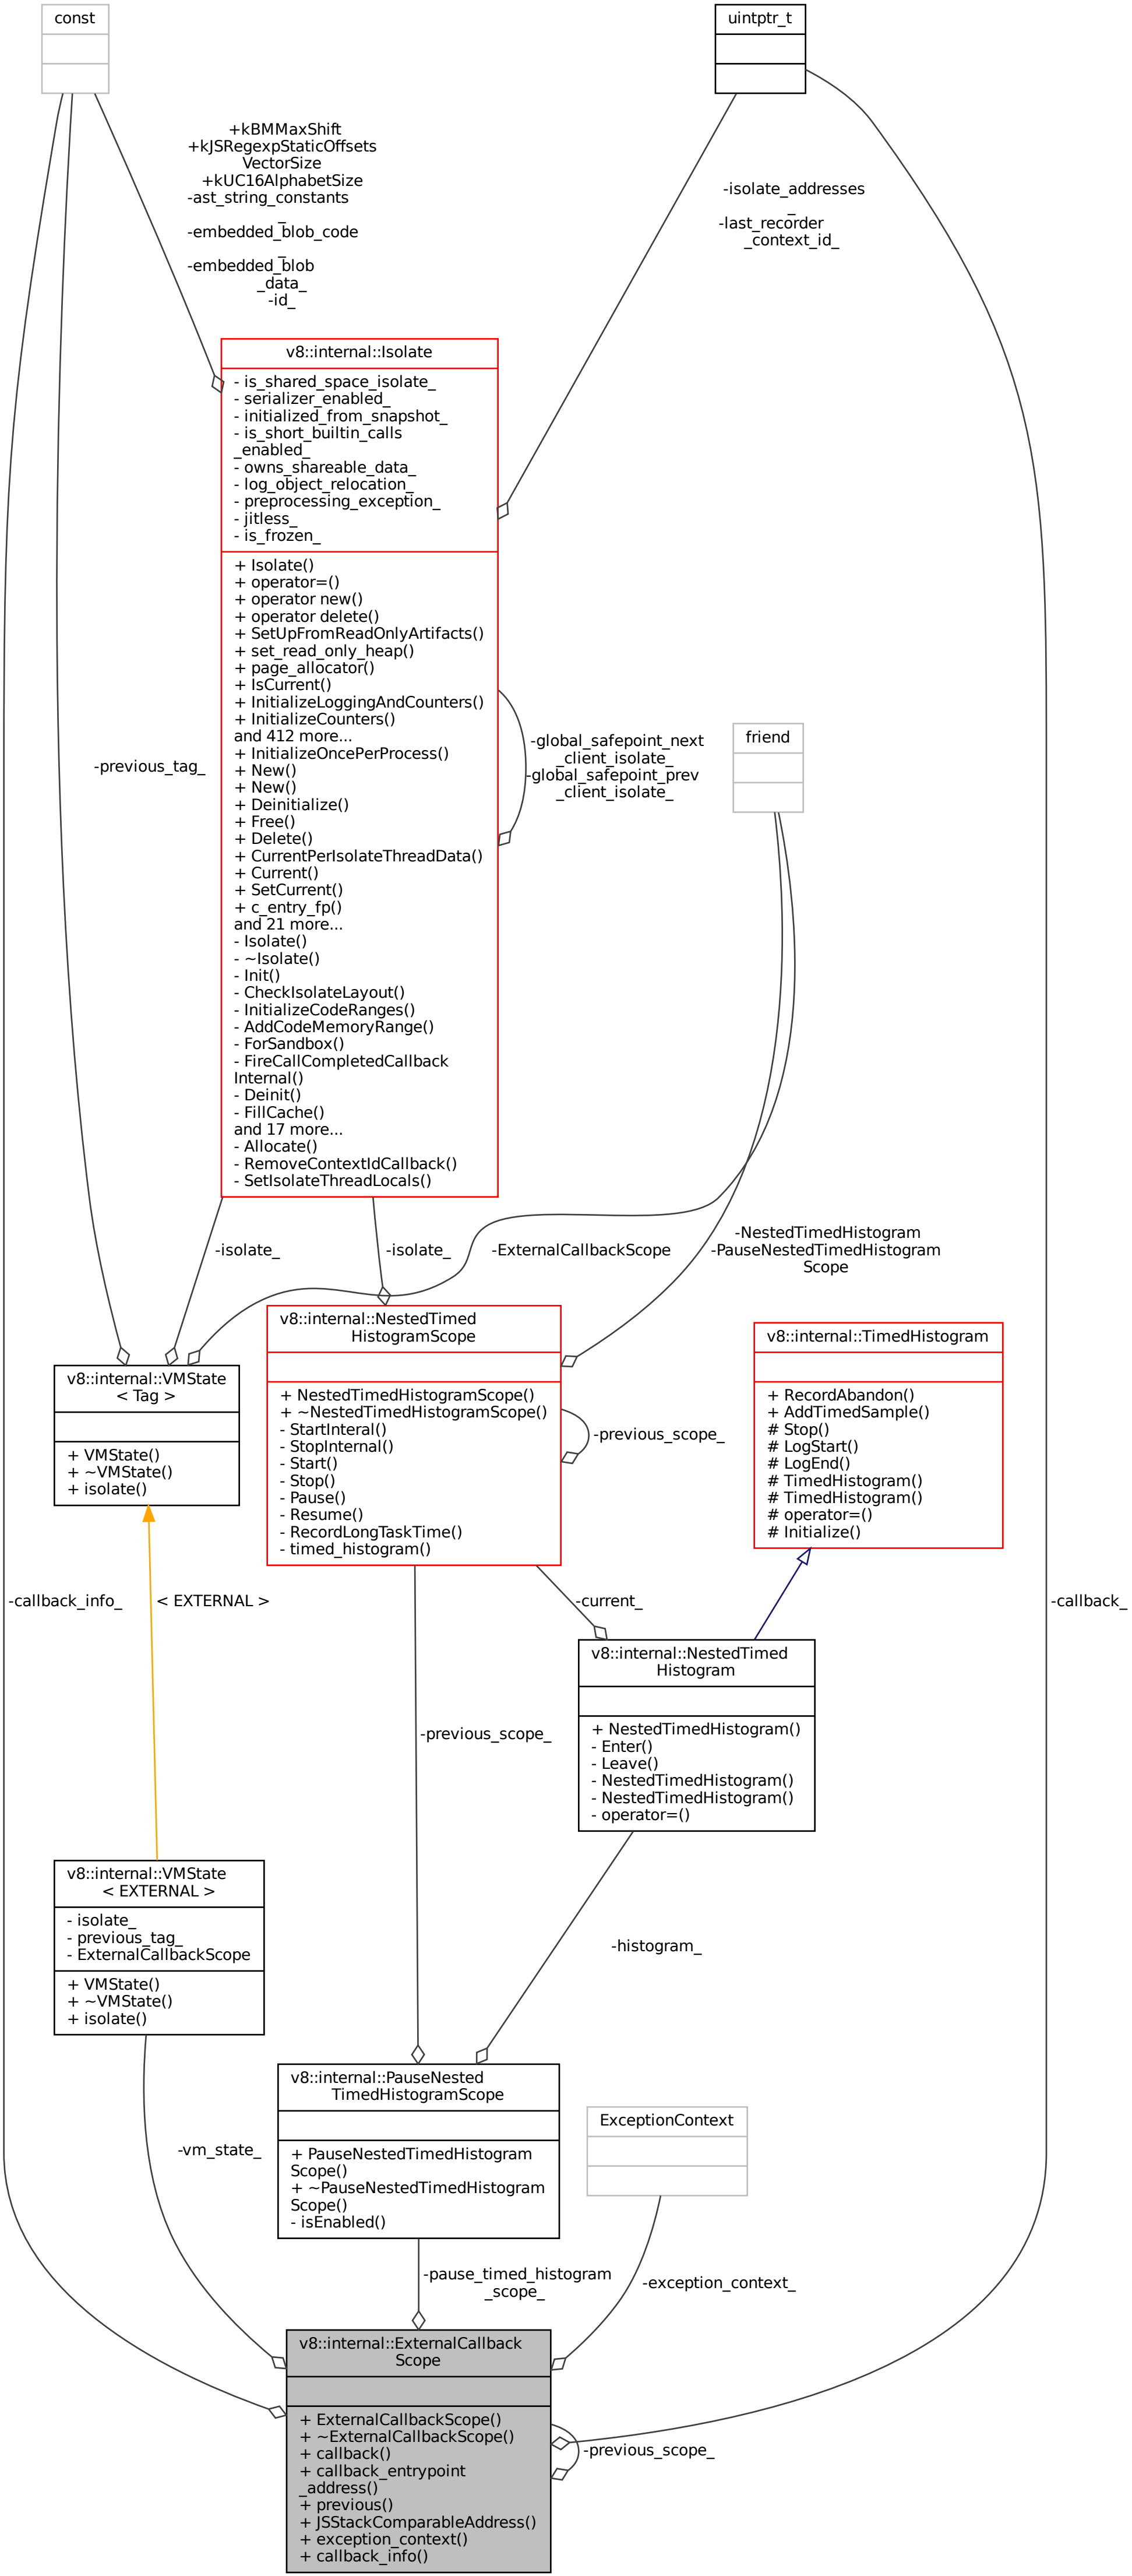 const
uintptr_t
+kBMMaxShift
+kJSRegexpStaticOffsets
VectorSize
+kUC16AlphabetSize
-ast_string_constants
_
-embedded_blob_code
_
-embedded_blob
_data_
-id_
-isolate_addresses
_
-last_recorder
_context_id_
v8::internal::Isolate
- is_shared_space_isolate_
- serializer_enabled_
- initialized_from_snapshot_
- is_short_builtin_calls
_enabled_
- owns_shareable_data_
- log_object_relocation_
- preprocessing_exception_
- jitless_
- is_frozen_
+ Isolate()
+ operator=()
+ operator new()
+ operator delete()
+ SetUpFromReadOnlyArtifacts()
+ set_read_only_heap()
+ page_allocator()
+ IsCurrent()
+ InitializeLoggingAndCounters()
+ InitializeCounters()
and 412 more...
+ InitializeOncePerProcess()
+ New()
+ New()
+ Deinitialize()
+ Free()
+ Delete()
+ CurrentPerIsolateThreadData()
+ Current()
+ SetCurrent()
+ c_entry_fp()
and 21 more...
- Isolate()
- ~Isolate()
- Init()
- CheckIsolateLayout()
- InitializeCodeRanges()
- AddCodeMemoryRange()
- ForSandbox()
- FireCallCompletedCallback
Internal()
- Deinit()
- FillCache()
and 17 more...
- Allocate()
- RemoveContextIdCallback()
- SetIsolateThreadLocals()
-previous_tag_
-global_safepoint_next
_client_isolate_
-global_safepoint_prev
_client_isolate_
friend
-isolate_
-isolate_
-ExternalCallbackScope
-NestedTimedHistogram
-PauseNestedTimedHistogram
Scope
v8::internal::VMState
< Tag >
+ VMState()
+ ~VMState()
+ isolate()
v8::internal::NestedTimed
HistogramScope
+ NestedTimedHistogramScope()
+ ~NestedTimedHistogramScope()
- StartInteral()
- StopInternal()
- Start()
- Stop()
- Pause()
- Resume()
- RecordLongTaskTime()
- timed_histogram()
-previous_scope_
v8::internal::TimedHistogram
+ RecordAbandon()
+ AddTimedSample()
# Stop()
# LogStart()
# LogEnd()
# TimedHistogram()
# TimedHistogram()
# operator=()
# Initialize()
-callback_info_
< EXTERNAL >
-current_
-callback_
v8::internal::NestedTimed
Histogram
+ NestedTimedHistogram()
- Enter()
- Leave()
- NestedTimedHistogram()
- NestedTimedHistogram()
- operator=()
-previous_scope_
v8::internal::VMState
< EXTERNAL >
- isolate_
- previous_tag_
- ExternalCallbackScope
+ VMState()
+ ~VMState()
+ isolate()
-histogram_
v8::internal::PauseNested
TimedHistogramScope
+ PauseNestedTimedHistogram
Scope()
+ ~PauseNestedTimedHistogram
Scope()
- isEnabled()
ExceptionContext
-vm_state_
-pause_timed_histogram
_scope_
-exception_context_
v8::internal::ExternalCallback
Scope
+ ExternalCallbackScope()
+ ~ExternalCallbackScope()
+ callback()
+ callback_entrypoint
_address()
+ previous()
+ JSStackComparableAddress()
+ exception_context()
+ callback_info()
-previous_scope_